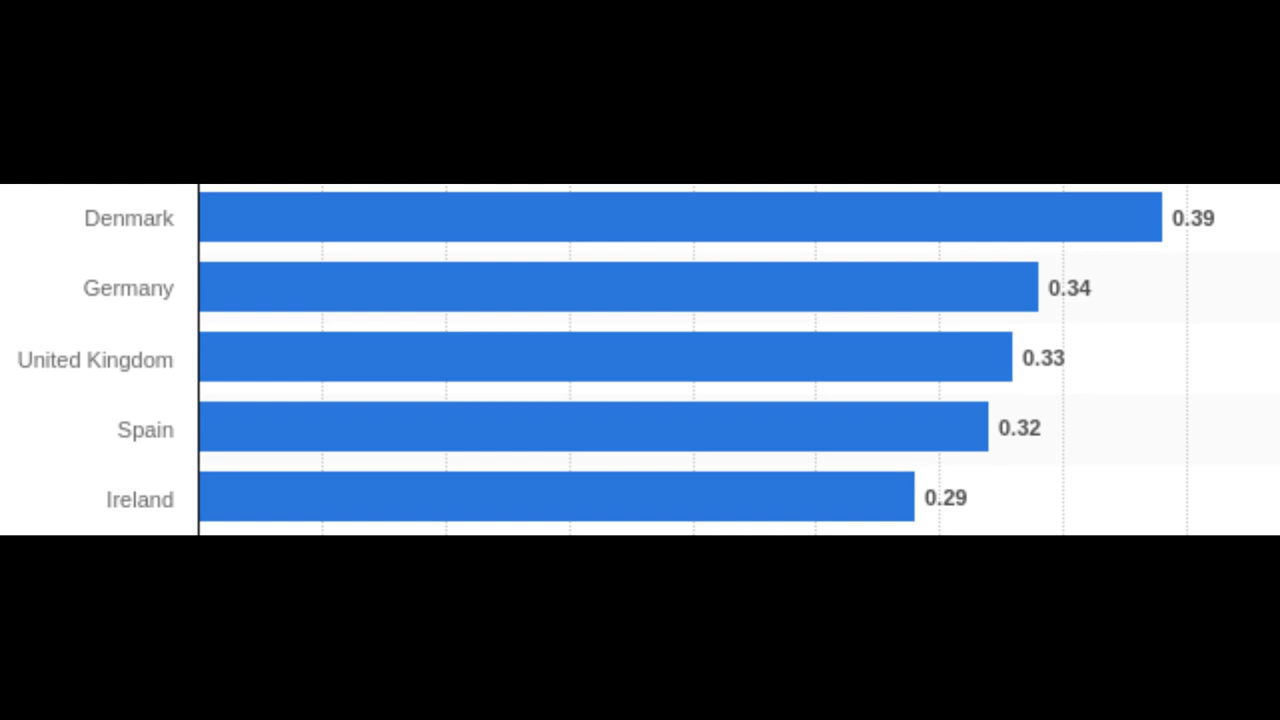 Denmark 0.39
Germany 0.34
United Kingdom 0.33
Spain 0.32
Ireland 0.29